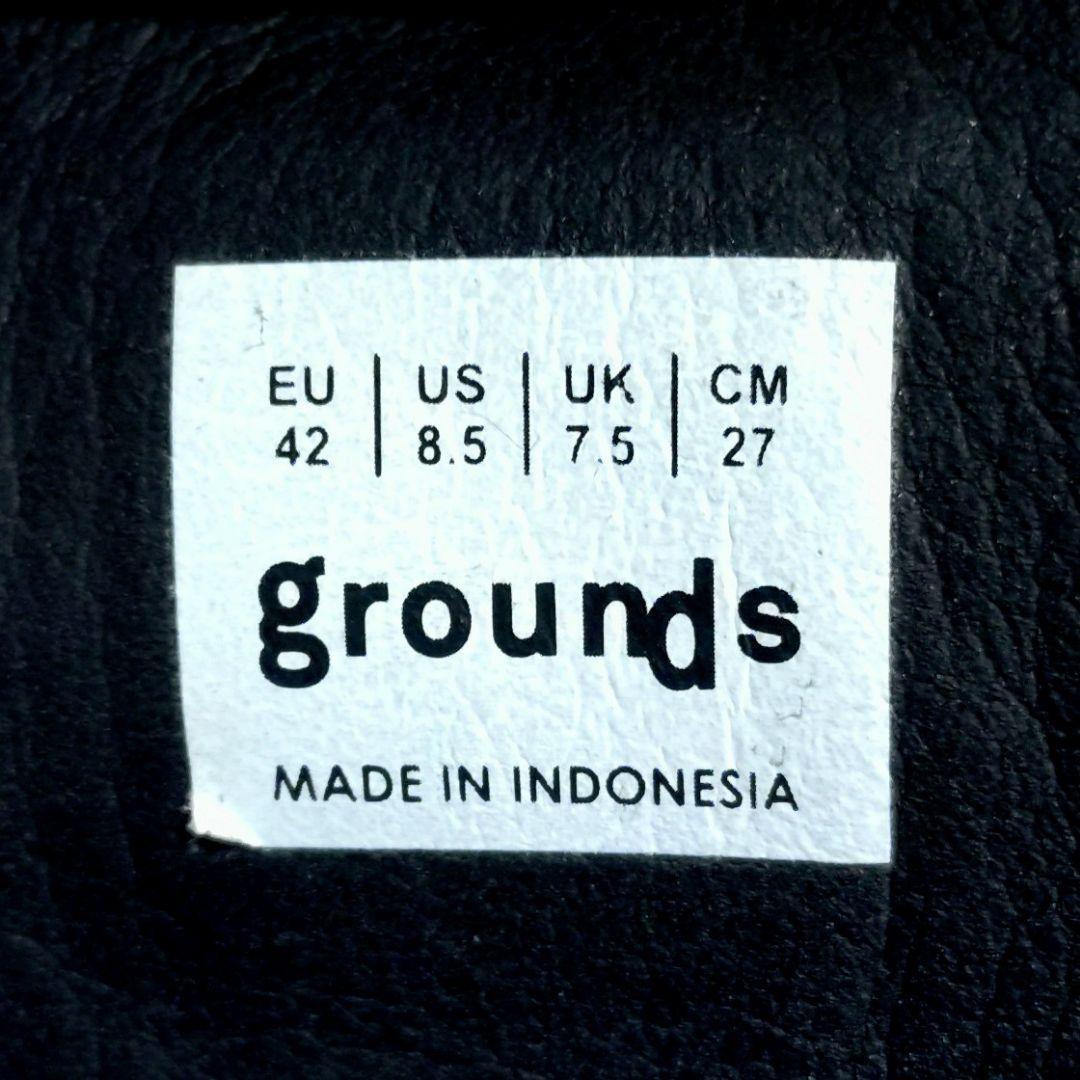 EU | US | UK | CM
42 | 8.5 | 7.5 | 27
grounds
MADE IN INDONESIA